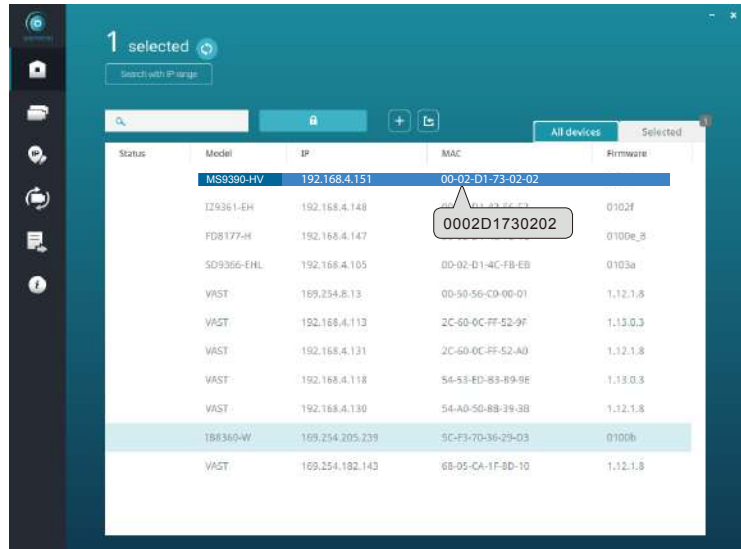 1 selected
Search with IP range
All devices Selected 1
Status Model IP MAC Firmware
MS9390-HV 192.168.4.151 00-02-D1-73-02-02
0002D1730202
IZ9361-EH 192.168.4.148 0102f
FD8177-H 192.168.4.147 0100e_8
SD9366-EHL 192.168.4.105 00-02-D1-4C-FB-EB 0103a
VAST 169.254.8.13 00-50-56-C0-00-01 1.12.1.8
VAST 192.168.4.113 2C-60-0C-FF-52-9F 1.13.0.3
VAST 192.168.4.131 2C-60-0C-FF-52-A0 1.12.1.8
VAST 192.168.4.118 54-53-ED-B3-B9-9E 1.13.0.3
VAST 192.168.4.130 54-A0-50-8B-39-3B 1.12.1.8
IB8360-W 169.254.205.239 5C-F3-70-36-29-D3 0100b
VAST 169.254.182.143 68-05-CA-1F-8D-10 1.12.1.8